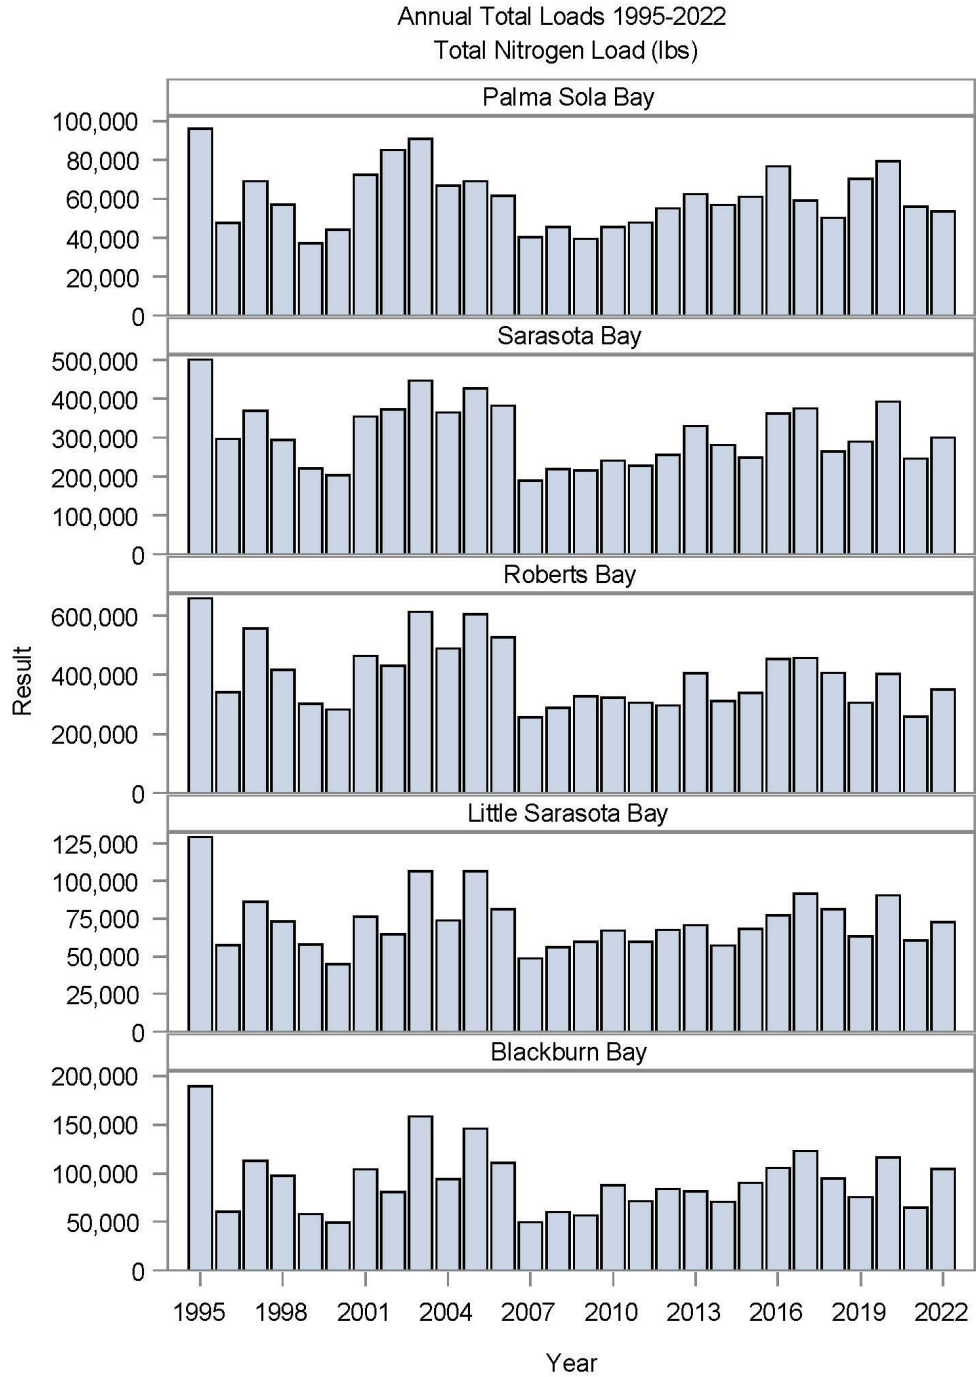 Annual Total Loads 1995-2022
Total Nitrogen Load (lbs)
Palma Sola Bay
100,000
80,000
60,000
40,000
20,000
0
Sarasota Bay
500,000
400,000
300,000
200,000
100,000
0
Roberts Bay
600,000
400,000
200,000
0
Result
Little Sarasota Bay
125,000
100,000
75,000
50,000
25,000
0
Blackburn Bay
200,000
150,000
100,000
50,000
0
1995 1998 2001 2004 2007 2010 2013 2016 2019 2022
Year